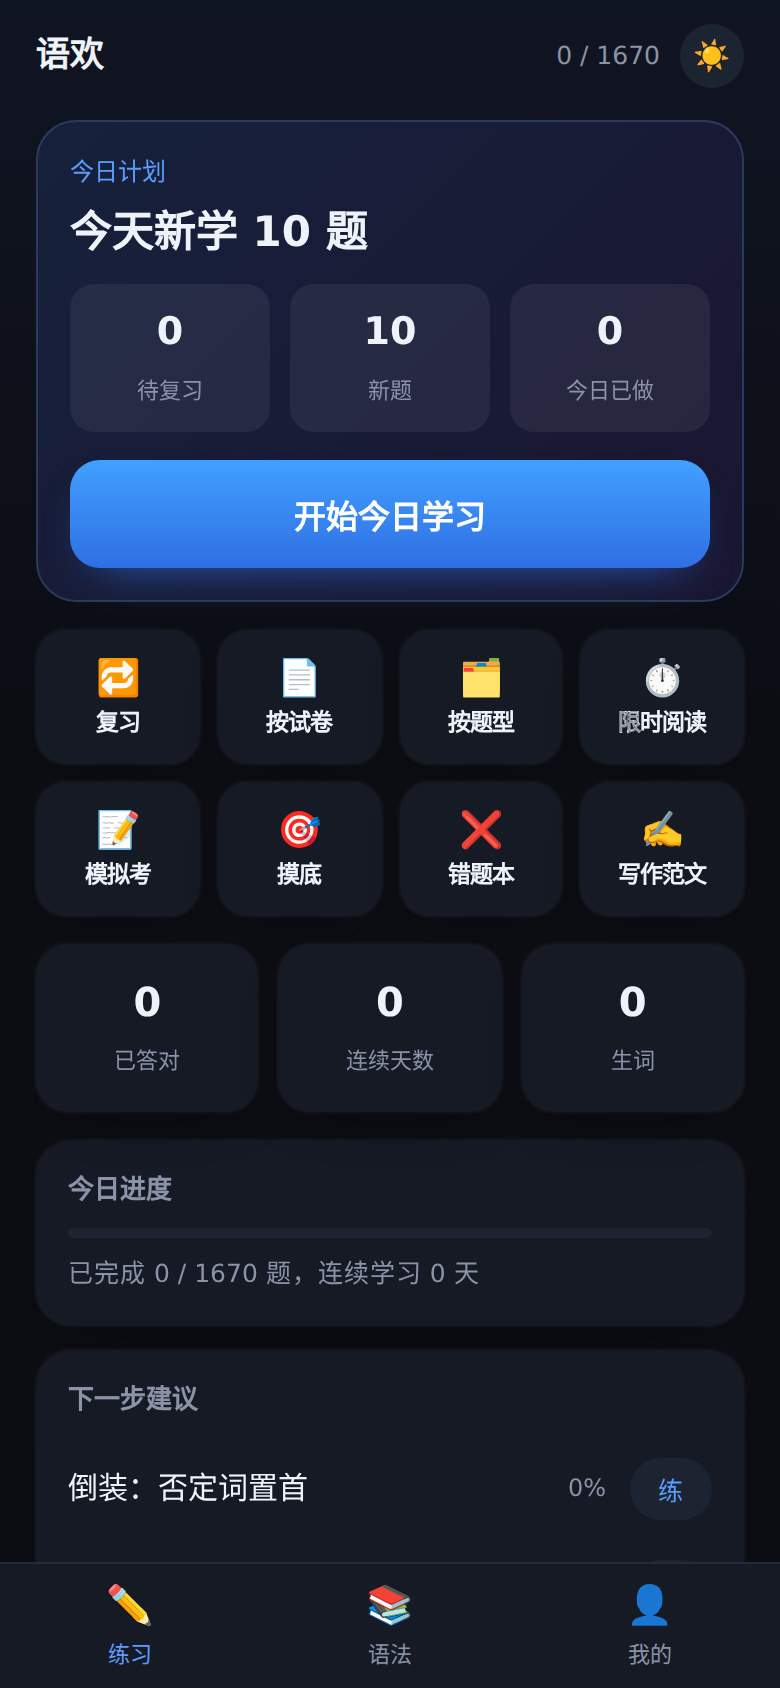 语欢
0 / 1670
今日计划
今天新学 10 题
0
待复习
10
新题
0
今日已做
开始今日学习
复习
按试卷
按题型
限时阅读
模拟考
摸底
错题本
写作范文
0
已答对
0
连续天数
0
生词
今日进度
已完成 0 / 1670 题，连续学习 0 天
下一步建议
倒装：否定词置首
0%
练
练习
语法
我的